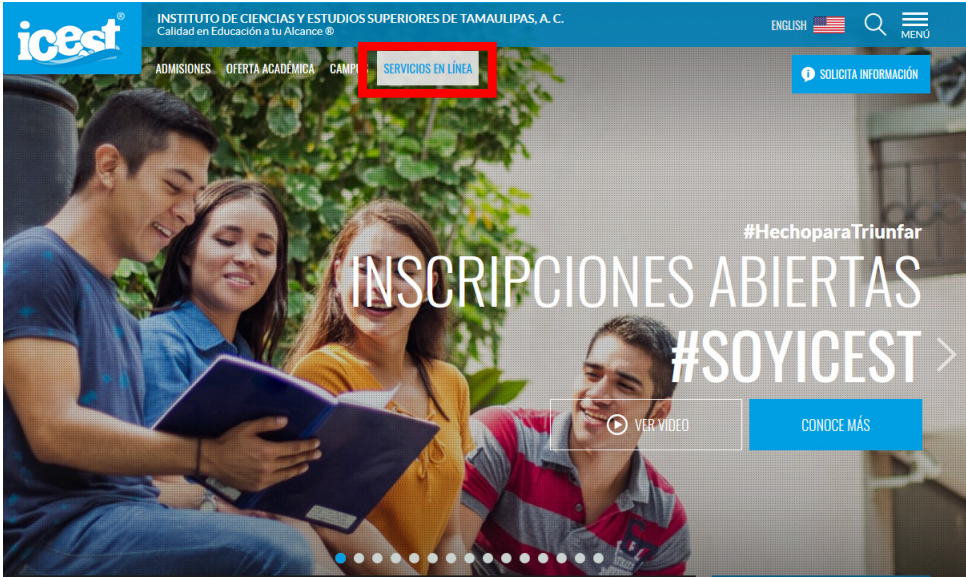 icest®
INSTITUTO DE CIENCIAS Y ESTUDIOS SUPERIORES DE TAMAULIPAS, A. C.
Calidad en Educación a tu Alcance ®
ENGLISH
MENÚ
ADMISIONES OFERTA ACADÉMICA SERVICIOS EN LÍNEA
SOLICITA INFORMACIÓN
#HechoparaTriunfar
INSCRIPCIONES ABIERTAS
#SOYICEST
VER VIDEO
CONOCE MÁS